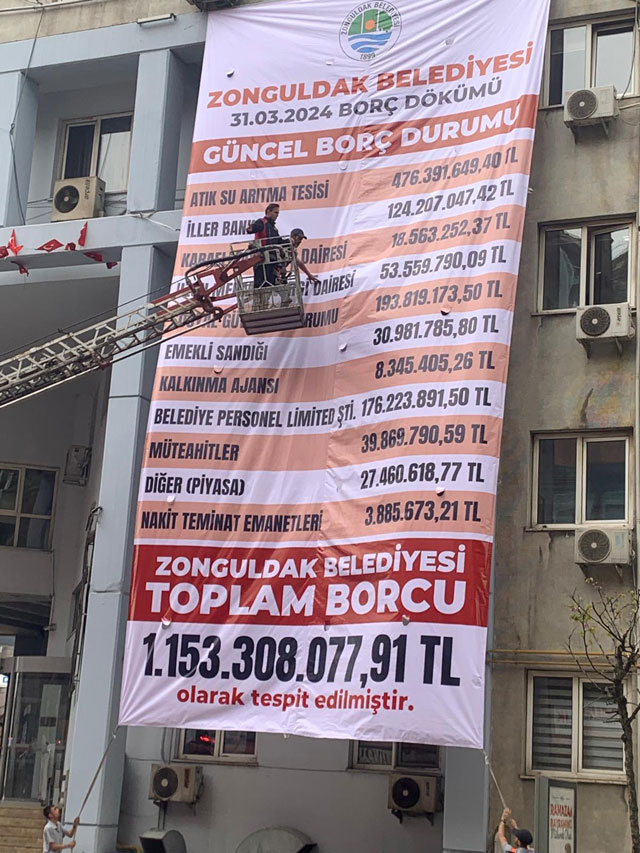 ZONGULDAK BELEDİYESİ
1899
ZONGULDAK BELEDİYESİ
31.03.2024 BORÇ DÖKÜMÜ
GÜNCEL BORÇ DURUMU
ATIK SU ARITMA TESİSİ 476.391.649,40 TL
İLLER BANK 124.207.047,42 TL
DAİRESİ 18.563.252,37 TL
DAİRESİ 53.559.790,09 TL
KURUMU 193.819.173,50 TL
EMEKLİ SANDIĞI 30.981.785,80 TL
KALKINMA AJANSI 8.345.405,26 TL
BELEDİYE PERSONEL LİMİTED ŞTİ. 176.223.891,50 TL
MÜTEAHİTLER 39.869.790,59 TL
DİĞER (PİYASA) 27.460.618,77 TL
NAKİT TEMİNAT EMANETLERİ 3.885.673,21 TL
ZONGULDAK BELEDİYESİ
TOPLAM BORCU
1.153.308.077,91 TL
olarak tespit edilmiştir.
RAMAZAN